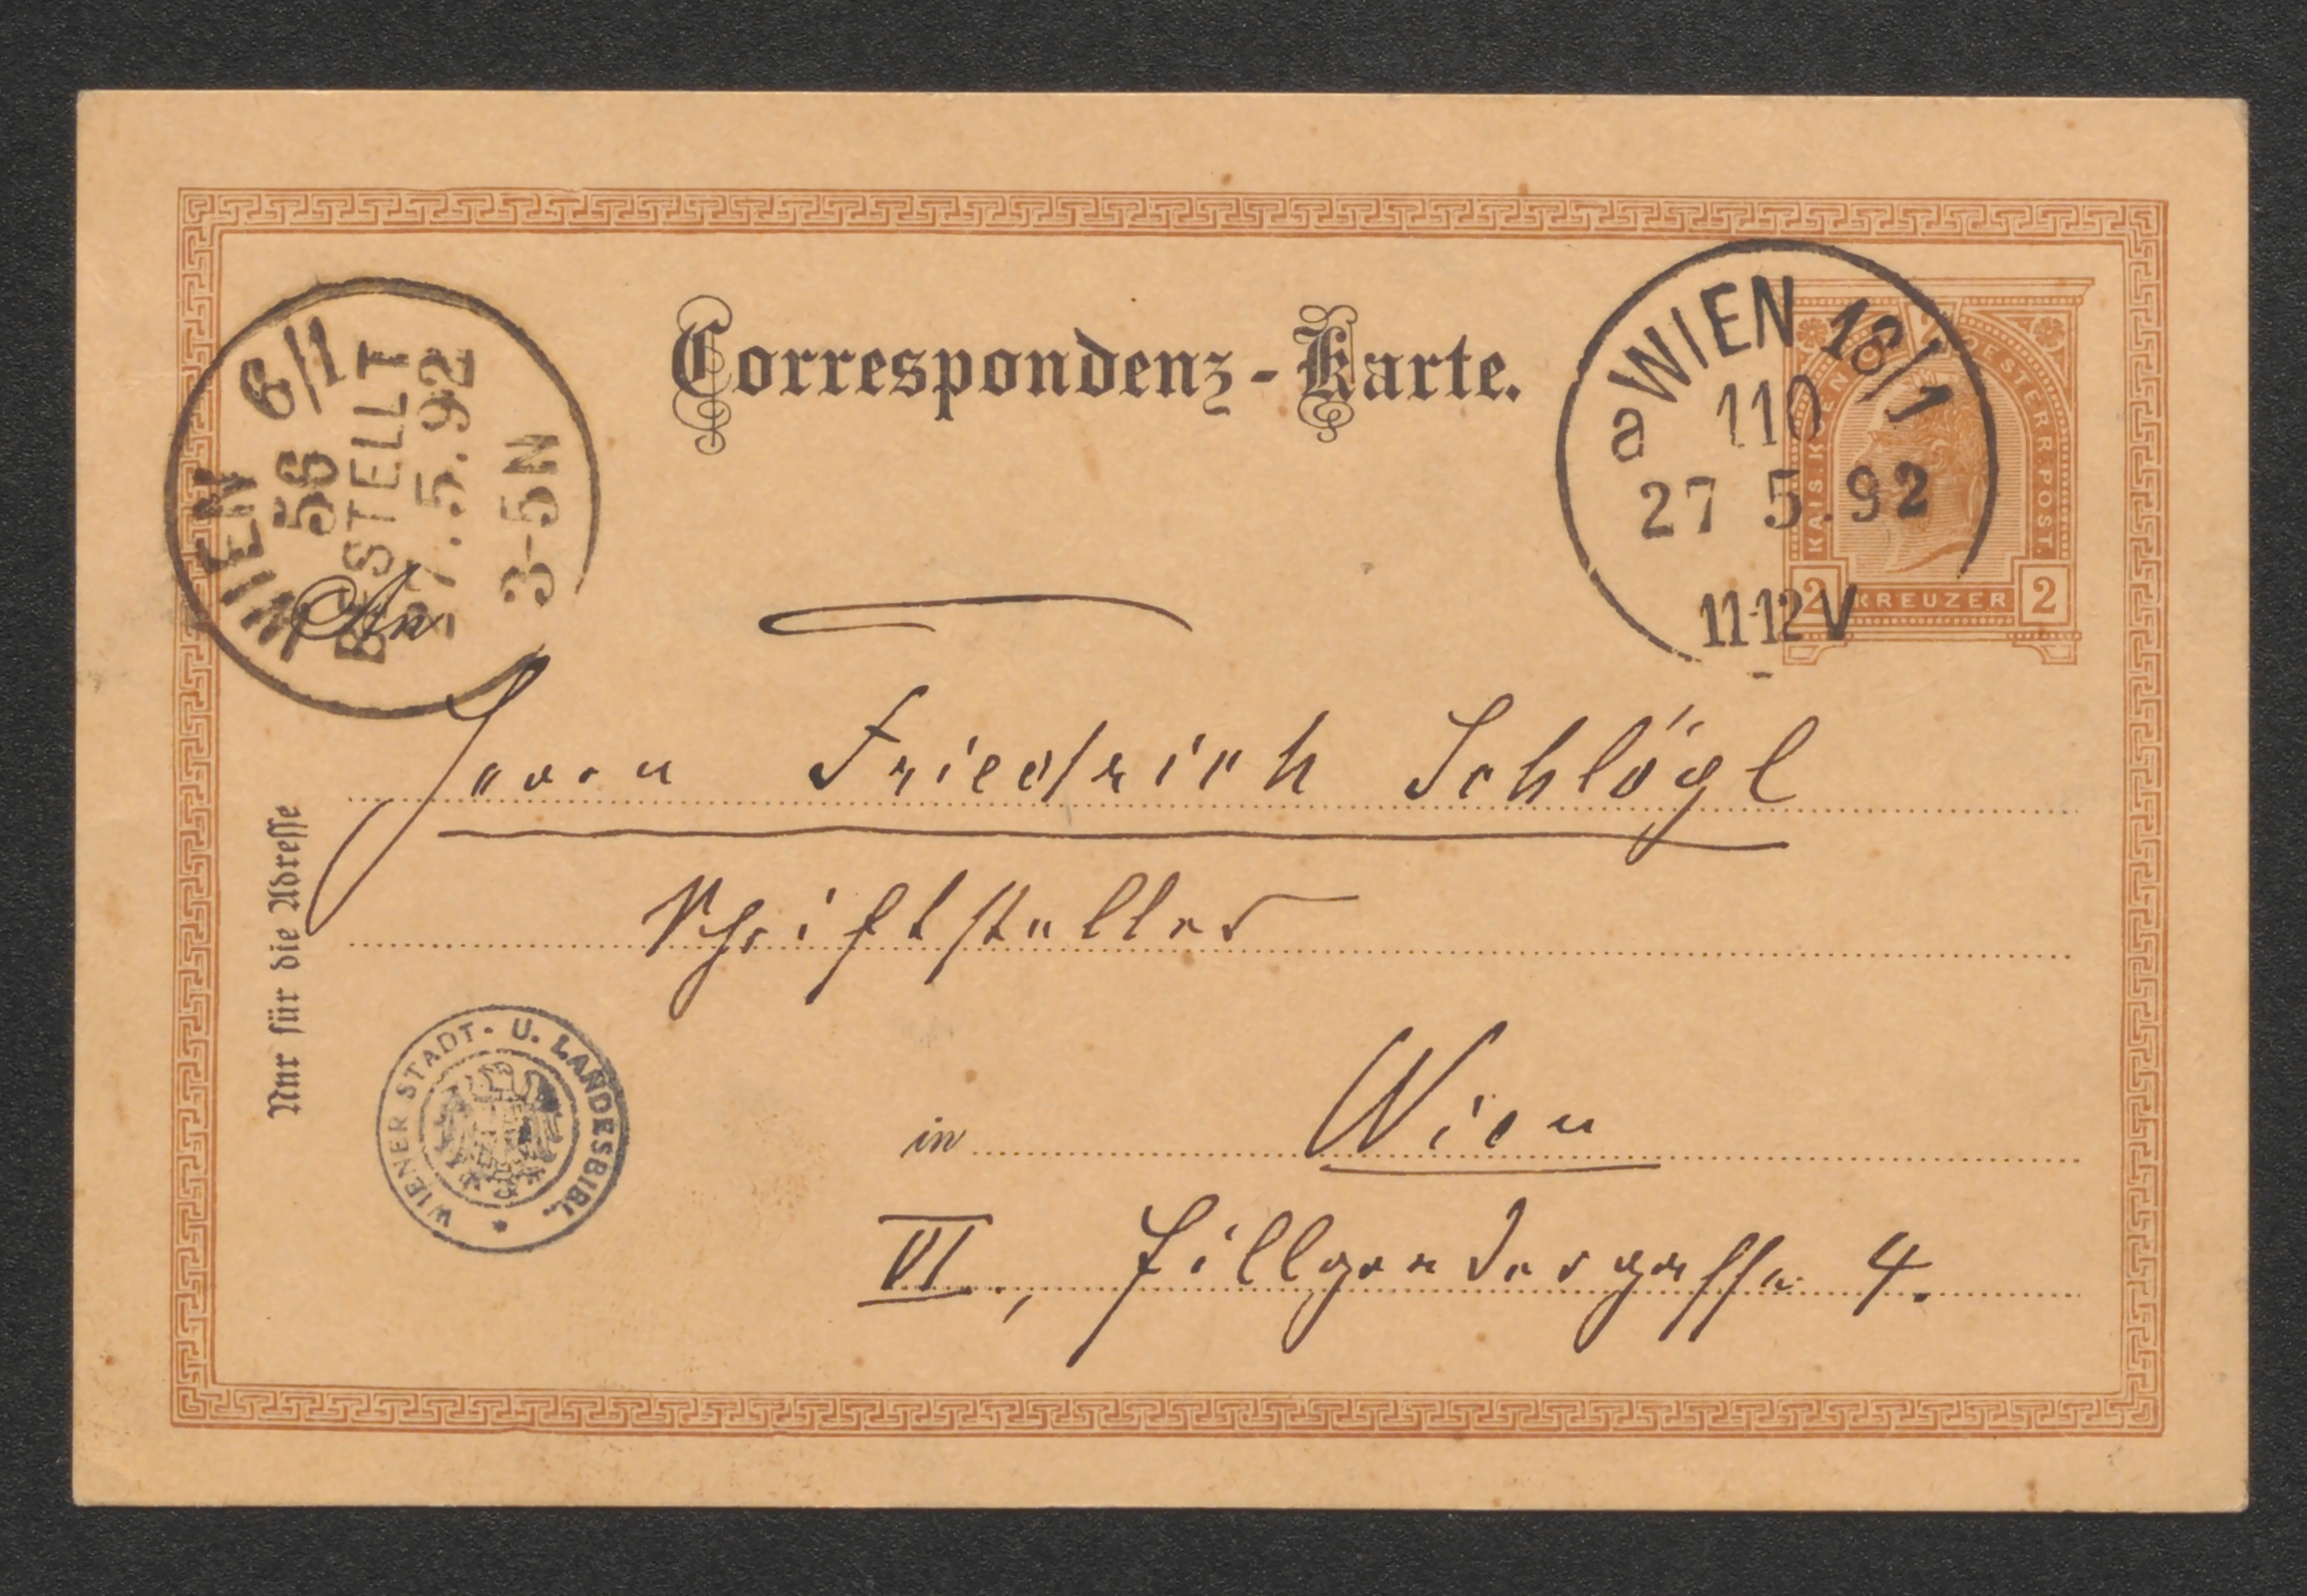 Correspondenz-Karte.
WIEN 6/1
56
BESTELLT
27.5.92
3-5N
a WIEN 18/1
110
27 5.92
11-12V
KAIS. KOENIGL. OESTERR. POST.
2 KREUZER 2
An
Herrn Friedrich Schlögl
Schriftsteller
in Wien
VI., Fillgradergasse 4.
Nur für die Adresse
WIENER STADT- U. LANDESBIBL.